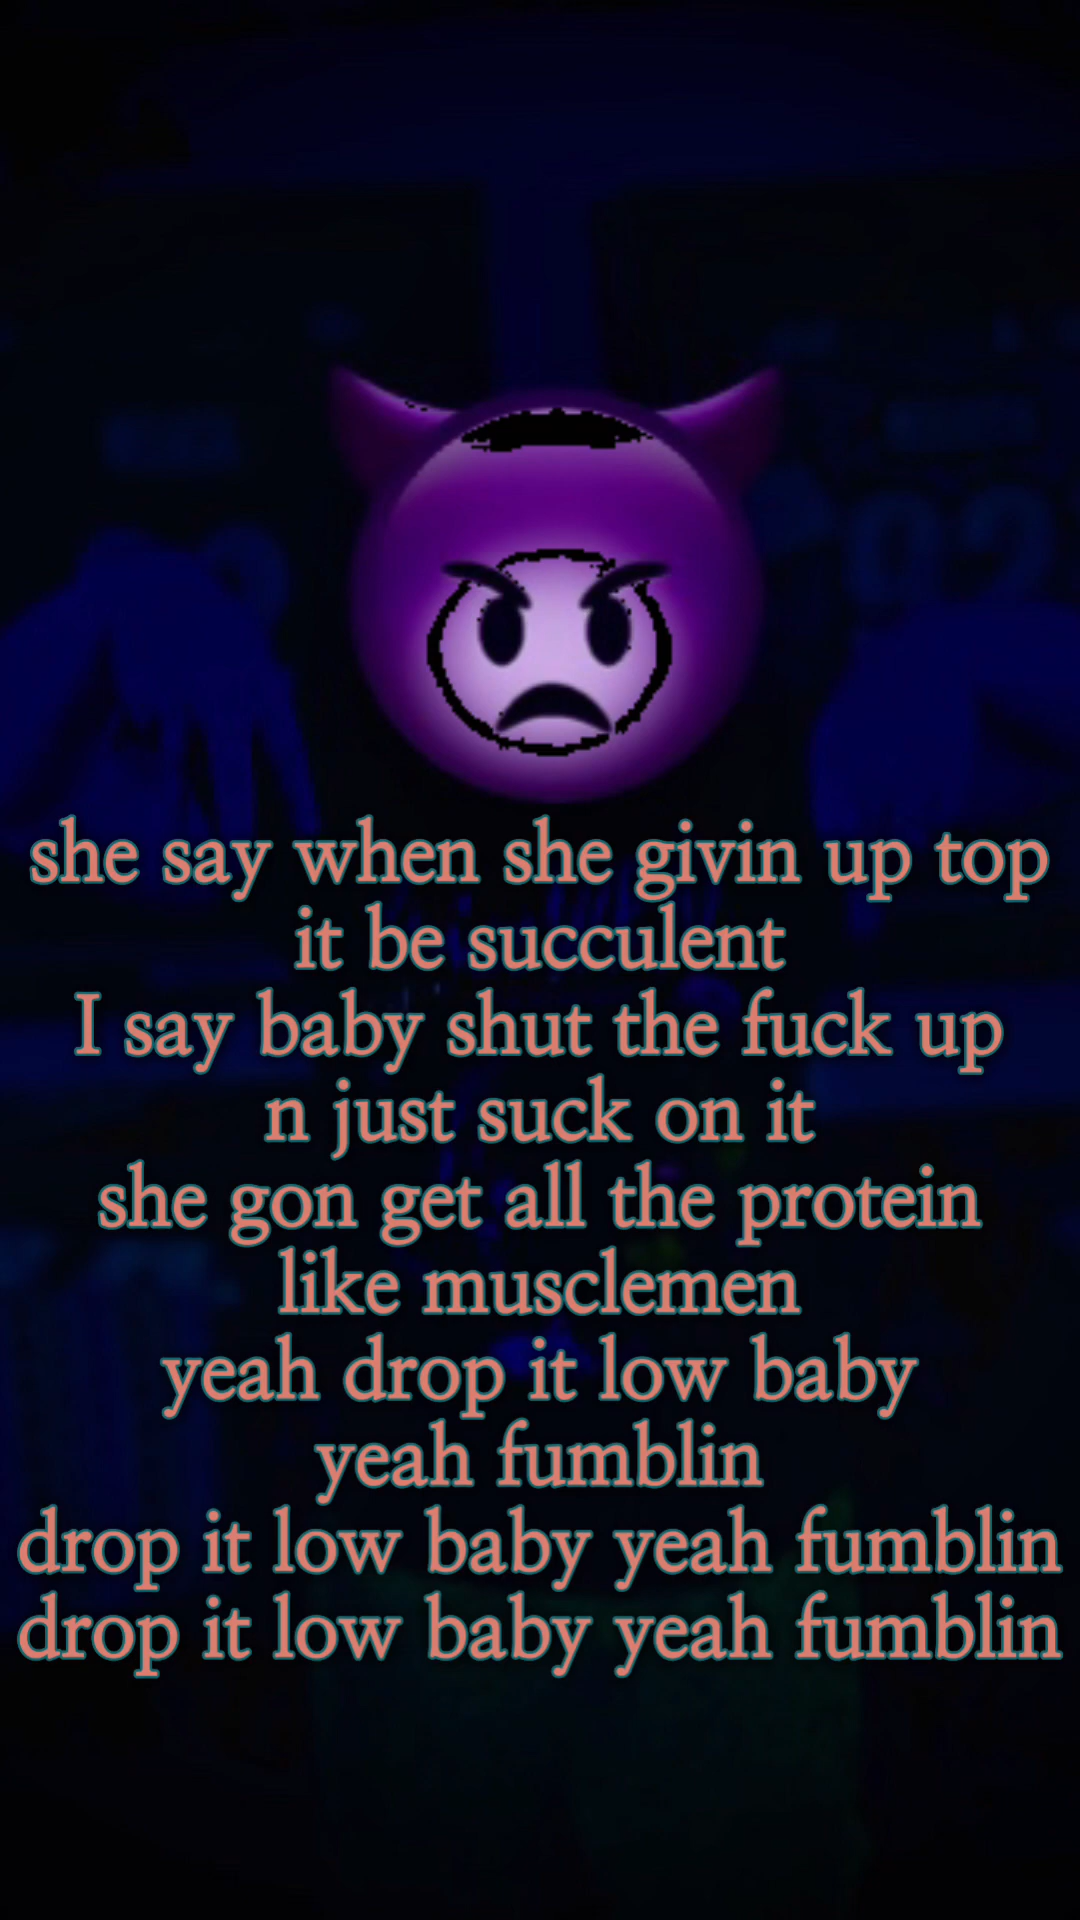 she say when she givin up top
it be succulent
I say baby shut the fuck up
n just suck on it
she gon get all the protein
like musclemen
yeah drop it low baby
yeah fumblin
drop it low baby yeah fumblin
drop it low baby yeah fumblin